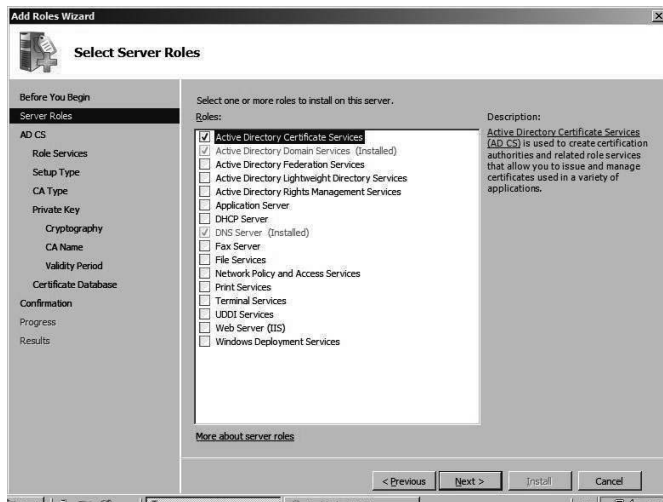 Add Roles Wizard
Select Server Roles
Before You Begin
Server Roles
AD CS
Role Services
Setup Type
CA Type
Private Key
Cryptography
CA Name
Validity Period
Certificate Database
Confirmation
Progress
Results
Select one or more roles to install on this server.
Roles:
Active Directory Certificate Services
Active Directory Domain Services (Installed)
Active Directory Federation Services
Active Directory Lightweight Directory Services
Active Directory Rights Management Services
Application Server
DHCP Server
DNS Server (Installed)
Fax Server
File Services
Network Policy and Access Services
Print Services
Terminal Services
UDDI Services
Web Server (IIS)
Windows Deployment Services
More about server roles
Description:
Active Directory Certificate Services
(AD CS) is used to create certification
authorities and related role services
that allow you to issue and manage
certificates used in a variety of
applications.
< Previous
Next >
Install
Cancel